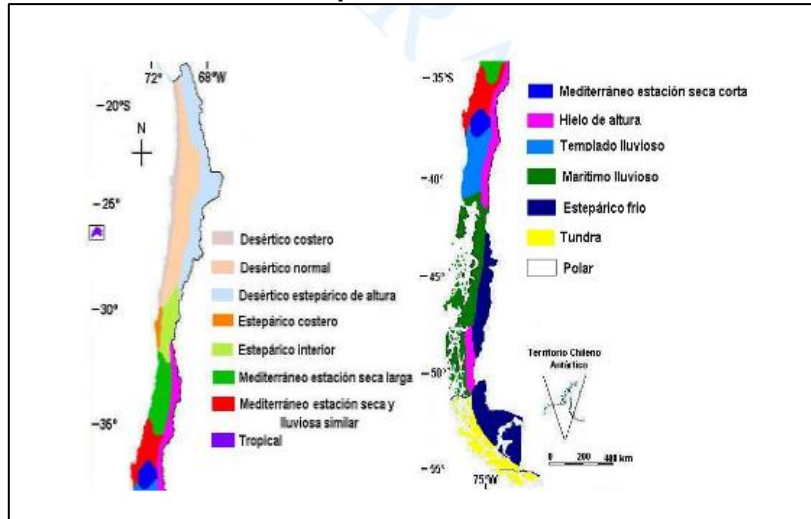 72° 68°W
−20°S
N
−25°
−30°
−35°
Desértico costero
Desértico normal
Desértico estepárico de altura
Estepárico costero
Estepárico interior
Mediterráneo estación seca larga
Mediterráneo estación seca y
lluviosa similar
Tropical
−35°S
−40°
−45°
−50°
−55°
75°W
Mediterráneo estación seca corta
Hielo de altura
Templado lluvioso
Marítimo lluvioso
Estepárico frío
Tundra
Polar
Territorio Chileno
Antártico
0 200 400 km